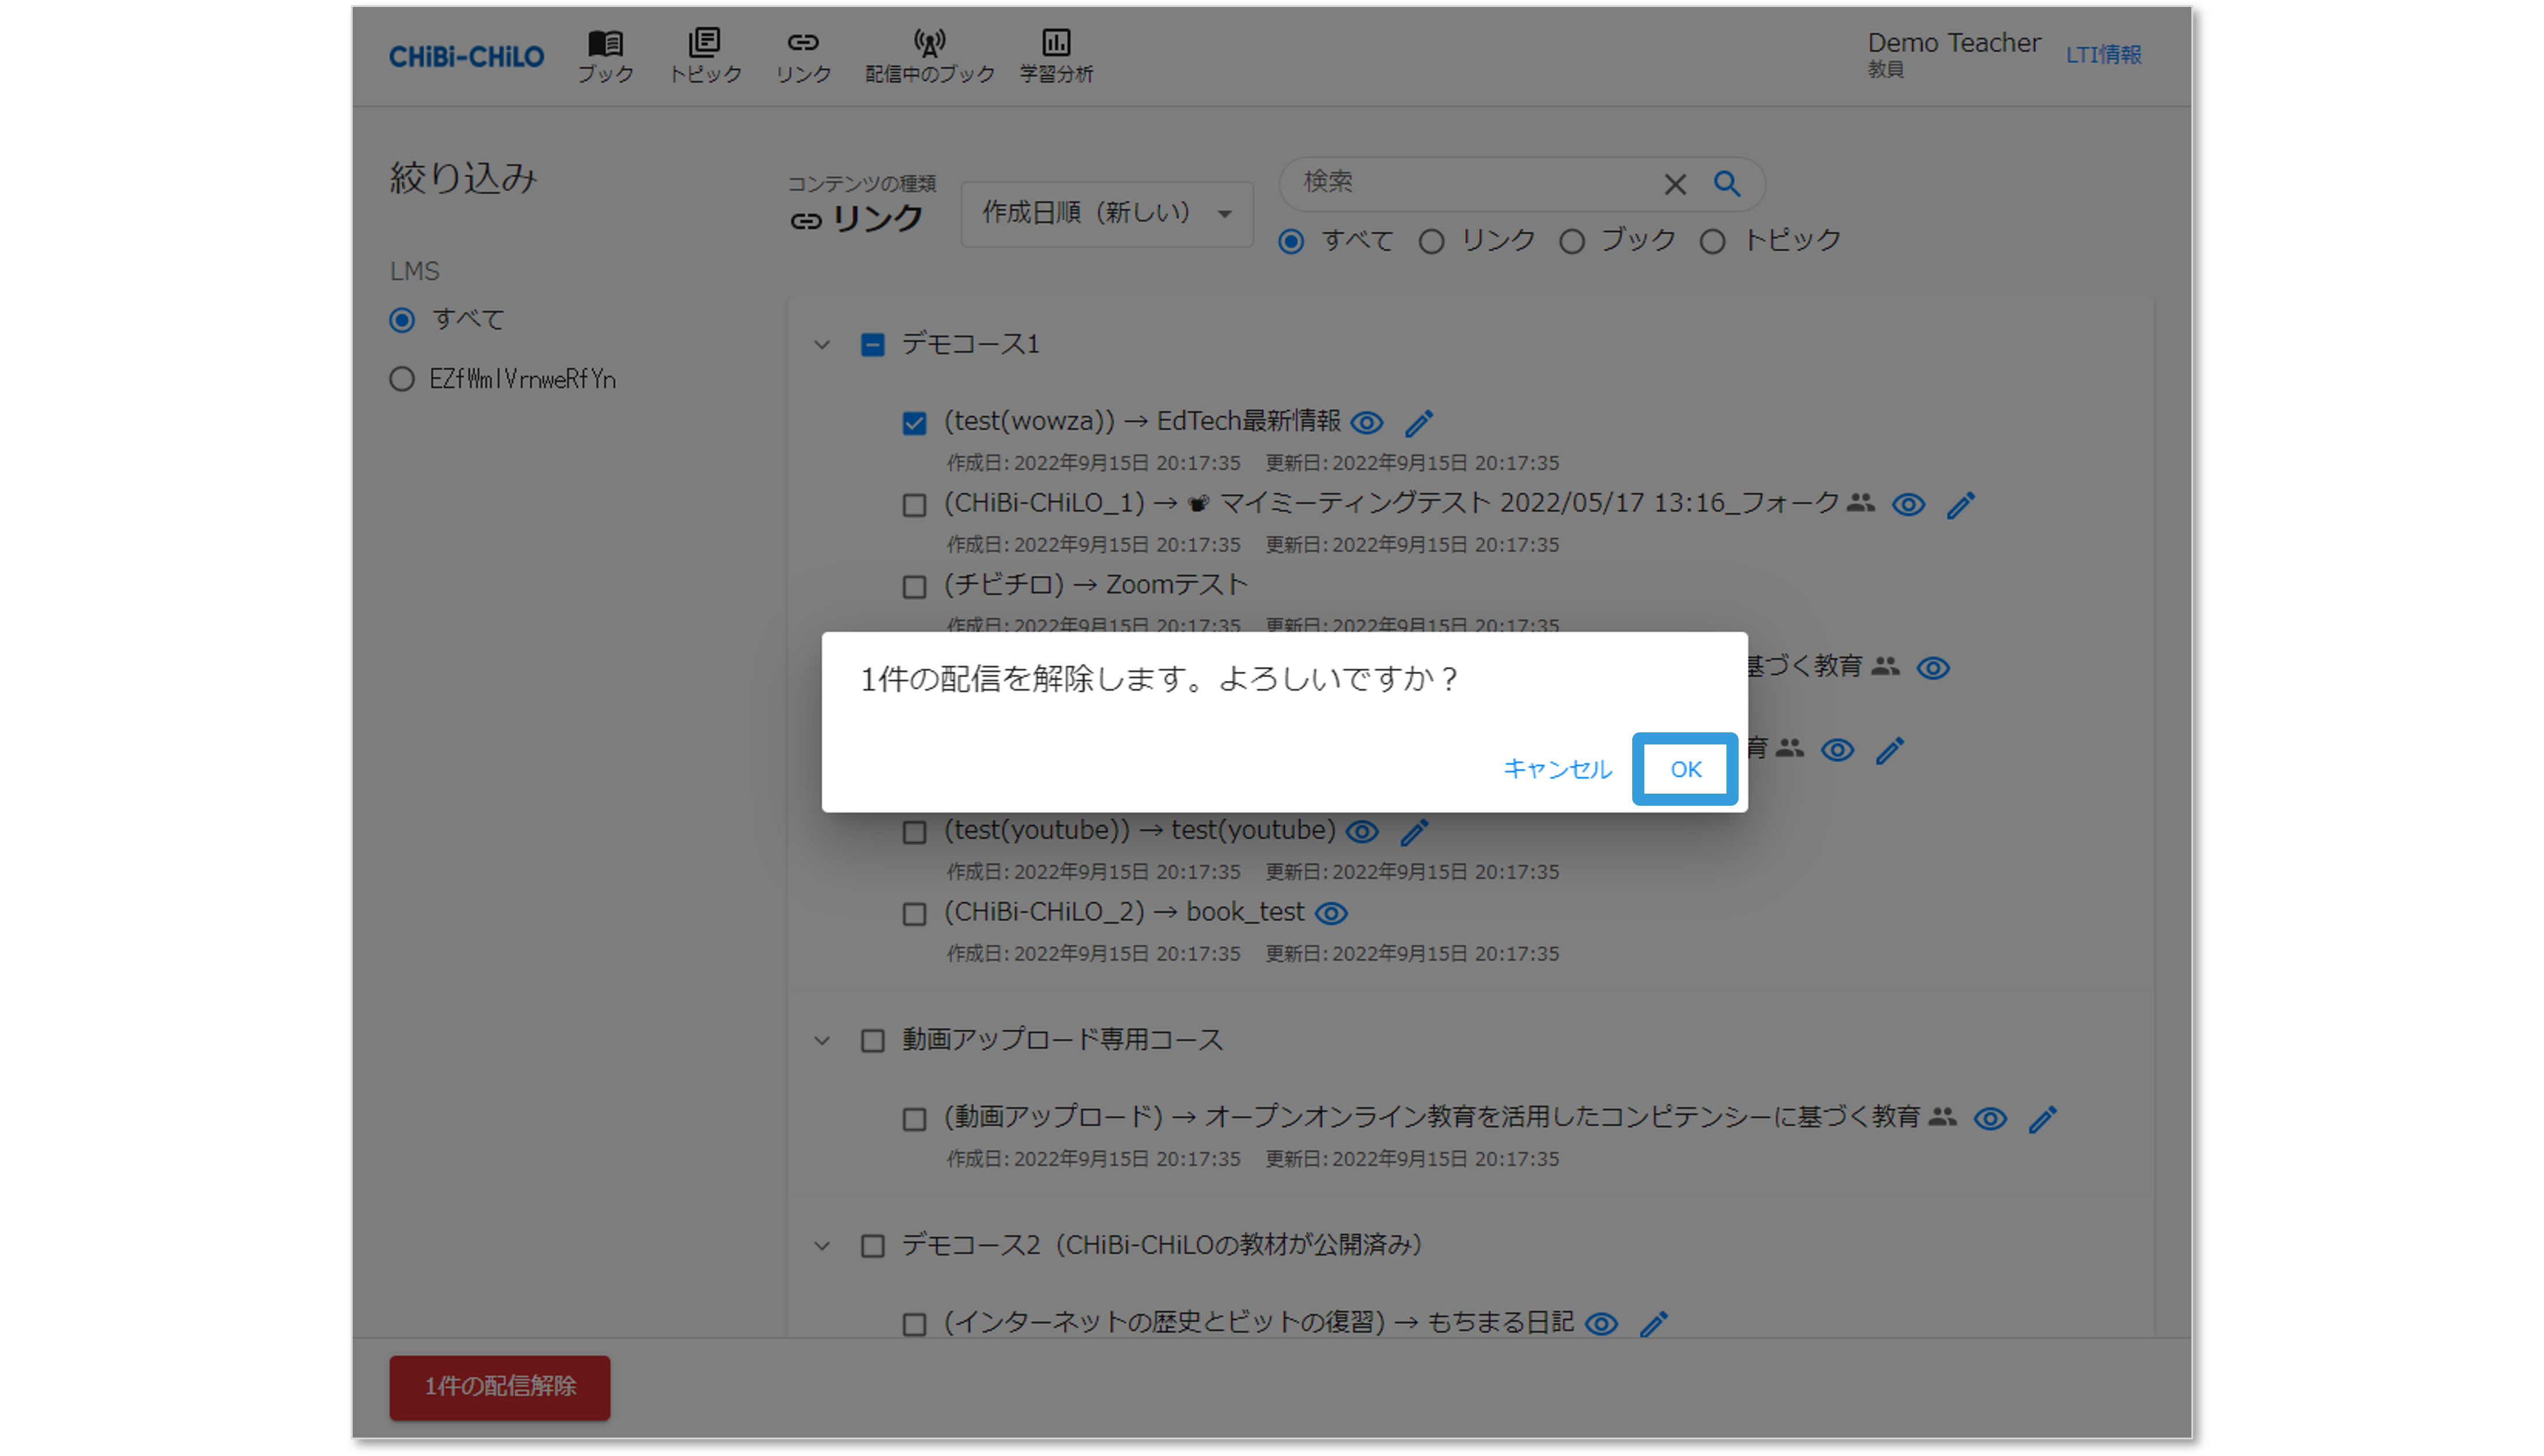 CHiBi-CHiLO
ブック
トピック
リンク
配信中のブック
学習分析
Demo Teacher
教員
LTI情報
絞り込み
LMS
すべて
EZfWmlVrnweRfYn
コンテンツの種類
リンク
作成日順（新しい）
検索
すべて リンク ブック トピック
デモコース1
(test(wowza)) → EdTech最新情報
作成日: 2022年9月15日 20:17:35 更新日: 2022年9月15日 20:17:35
(CHiBi-CHiLO_1) → マイミーティングテスト 2022/05/17 13:16_フォーク
作成日: 2022年9月15日 20:17:35 更新日: 2022年9月15日 20:17:35
(チビチロ) → Zoomテスト
作成日: 2022年9月15日 20:17:35 更新日: 2022年9月15日 20:17:35
基づく教育
1件の配信を解除します。よろしいですか？
育
キャンセル OK
(test(youtube)) → test(youtube)
作成日: 2022年9月15日 20:17:35 更新日: 2022年9月15日 20:17:35
(CHiBi-CHiLO_2) → book_test
作成日: 2022年9月15日 20:17:35 更新日: 2022年9月15日 20:17:35
動画アップロード専用コース
(動画アップロード) → オープンオンライン教育を活用したコンピテンシーに基づく教育
作成日: 2022年9月15日 20:17:35 更新日: 2022年9月15日 20:17:35
デモコース2（CHiBi-CHiLOの教材が公開済み）
(インターネットの歴史とビットの復習) → もちまる日記
1件の配信解除